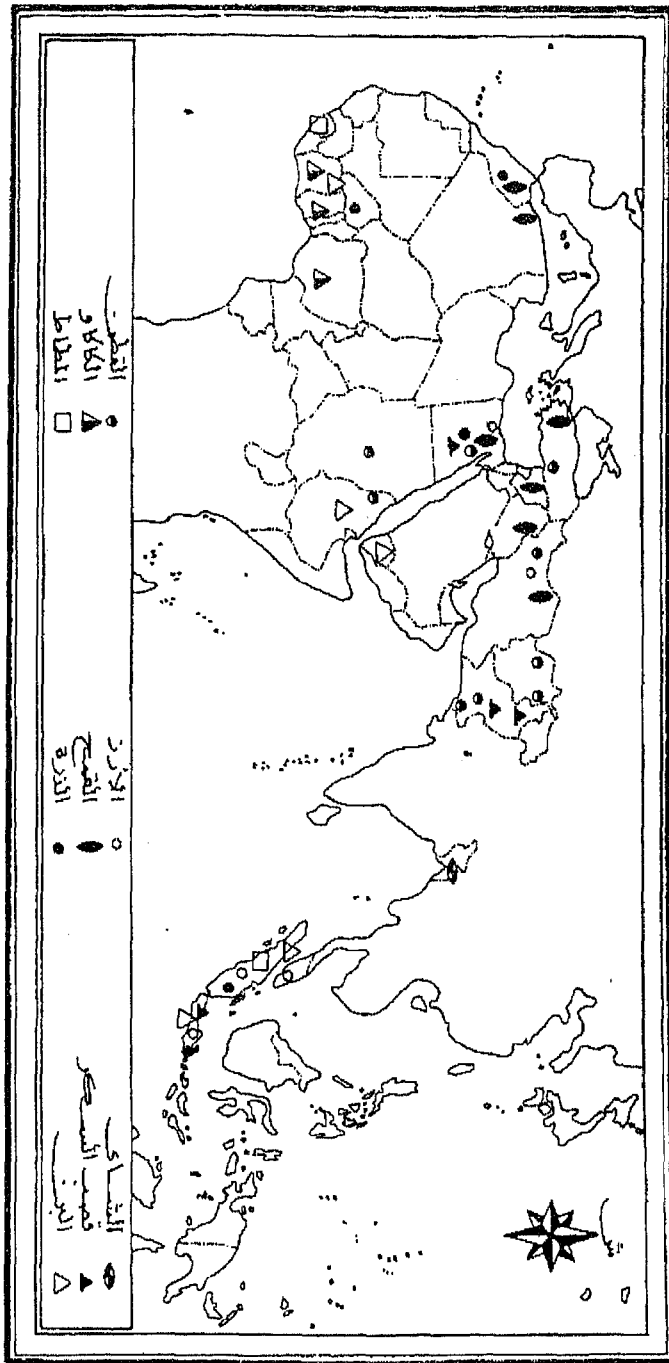 الشاي
قصب السكر
البن
الأرز
القمح
الذرة
القطن
الكاكاو
المطاط